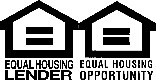 EQUAL HOUSING
LENDER
EQUAL HOUSING
OPPORTUNITY